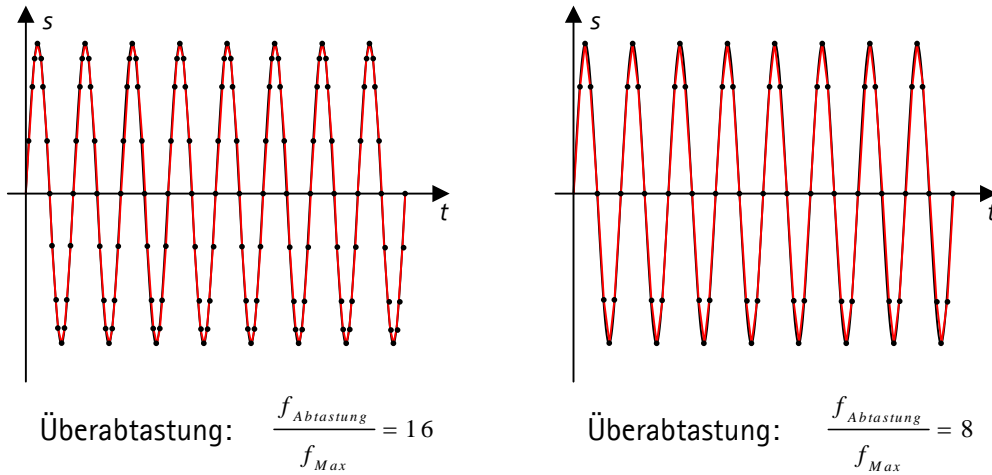 s
t
Überabtastung: f_Abtastung / f_Max = 16
s
t
Überabtastung: f_Abtastung / f_Max = 8